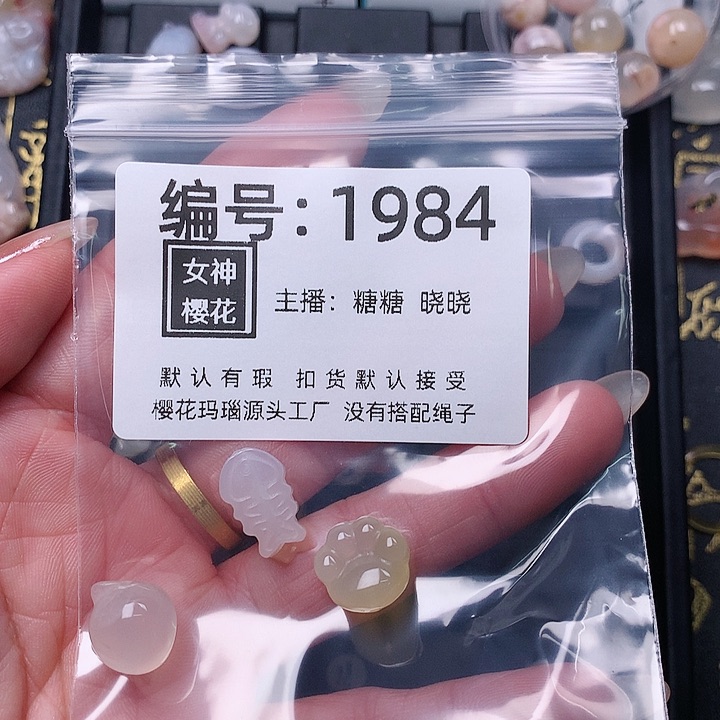 编号:1984
女神
樱花
主播：糖糖 晓晓
默认有瑕 扣货默认接受
樱花玛瑙源头工厂 没有搭配绳子